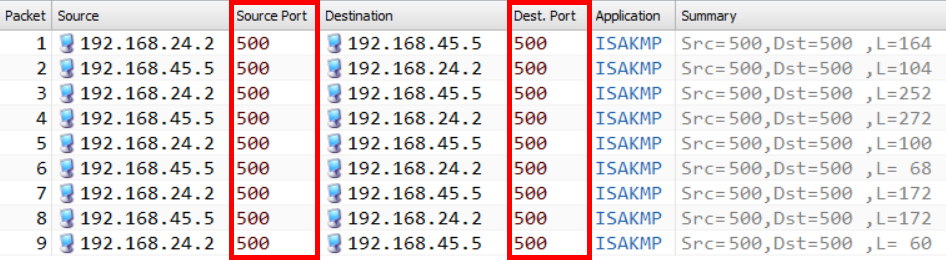 Packet Source Source Port Destination Dest. Port Application Summary
1 192.168.24.2 500 192.168.45.5 500 ISAKMP Src=500,Dst=500 ,L=164
2 192.168.45.5 500 192.168.24.2 500 ISAKMP Src=500,Dst=500 ,L=104
3 192.168.24.2 500 192.168.45.5 500 ISAKMP Src=500,Dst=500 ,L=252
4 192.168.45.5 500 192.168.24.2 500 ISAKMP Src=500,Dst=500 ,L=272
5 192.168.24.2 500 192.168.45.5 500 ISAKMP Src=500,Dst=500 ,L=100
6 192.168.45.5 500 192.168.24.2 500 ISAKMP Src=500,Dst=500 ,L= 68
7 192.168.24.2 500 192.168.45.5 500 ISAKMP Src=500,Dst=500 ,L=172
8 192.168.45.5 500 192.168.24.2 500 ISAKMP Src=500,Dst=500 ,L=172
9 192.168.24.2 500 192.168.45.5 500 ISAKMP Src=500,Dst=500 ,L= 60